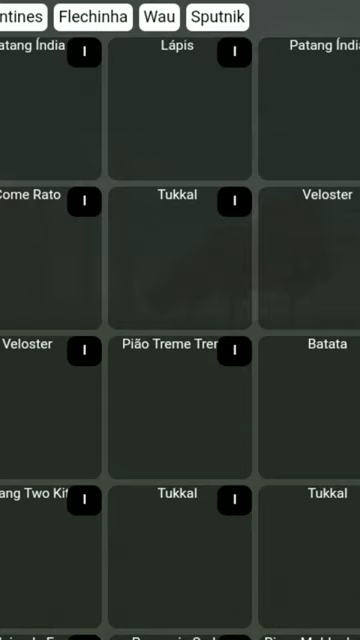 ntines Flechinha Wau Sputnik
atang Índia I Lápis I Patang Índi
Come Rato I Tukkal I Veloster
Veloster I Pião Treme Trer I Batata
ang Two Kit I Tukkal I Tukkal